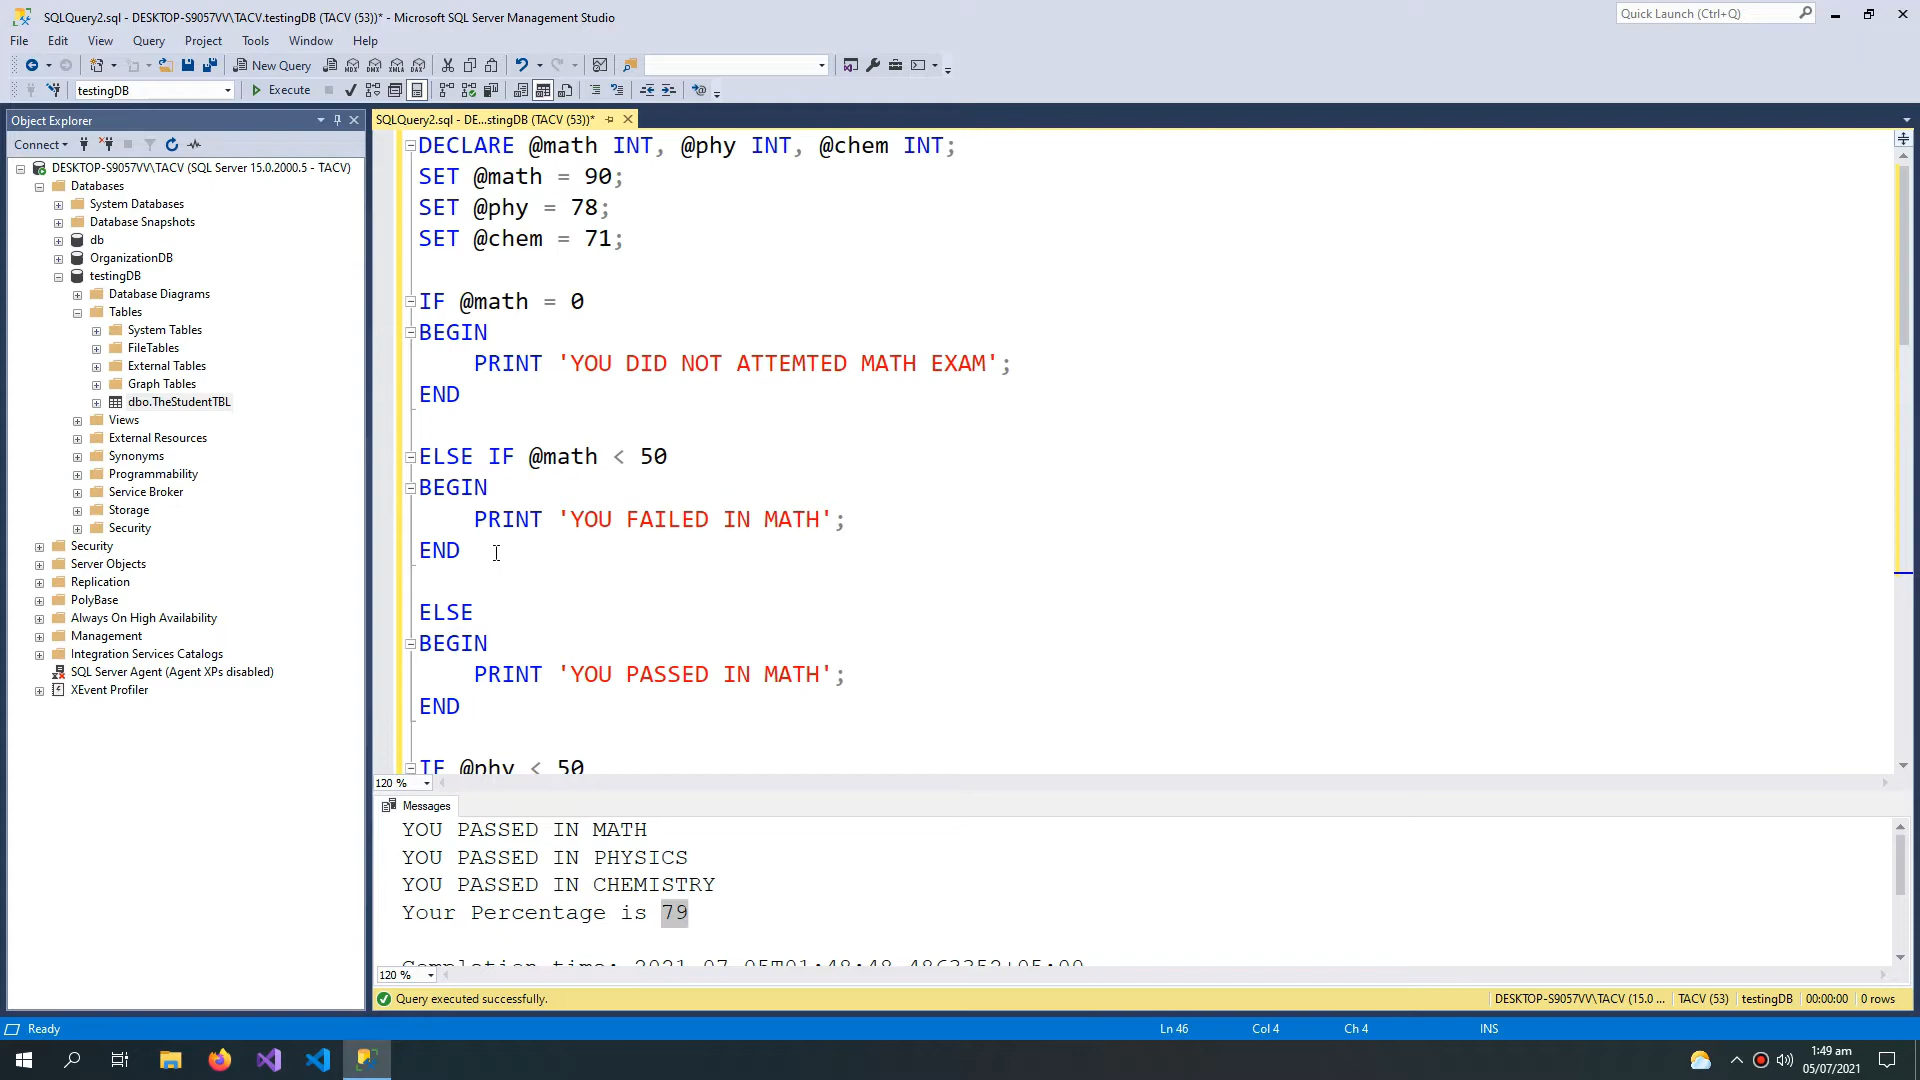 SQLQuery2.sql - DESKTOP-S9057VV\TACV.testingDB (TACV (53))* - Microsoft SQL Server Management Studio
Quick Launch (Ctrl+Q)
File Edit View Query Project Tools Window Help
New Query
testingDB Execute
Object Explorer
Connect
DESKTOP-S9057VV\TACV (SQL Server 15.0.2000.5 - TACV)
Databases
System Databases
Database Snapshots
db
OrganizationDB
testingDB
Database Diagrams
Tables
System Tables
FileTables
External Tables
Graph Tables
dbo.TheStudentTBL
Views
External Resources
Synonyms
Programmability
Service Broker
Storage
Security
Security
Server Objects
Replication
PolyBase
Always On High Availability
Management
Integration Services Catalogs
SQL Server Agent (Agent XPs disabled)
XEvent Profiler
SQLQuery2.sql - DE...stingDB (TACV (53))*
DECLARE @math INT, @phy INT, @chem INT;
SET @math = 90;
SET @phy = 78;
SET @chem = 71;
IF @math = 0
BEGIN
PRINT 'YOU DID NOT ATTEMTED MATH EXAM';
END
ELSE IF @math < 50
BEGIN
PRINT 'YOU FAILED IN MATH';
END
ELSE
BEGIN
PRINT 'YOU PASSED IN MATH';
END
IF @phy < 50
120 %
Messages
YOU PASSED IN MATH
YOU PASSED IN PHYSICS
YOU PASSED IN CHEMISTRY
Your Percentage is 79
Completion time: 2021-07-05T01:48:48.4863352+05:00
120 %
Query executed successfully.
DESKTOP-S9057VV\TACV (15.0 ... TACV (53) testingDB 00:00:00 0 rows
Ready
Ln 46 Col 4 Ch 4 INS
1:49 am
05/07/2021